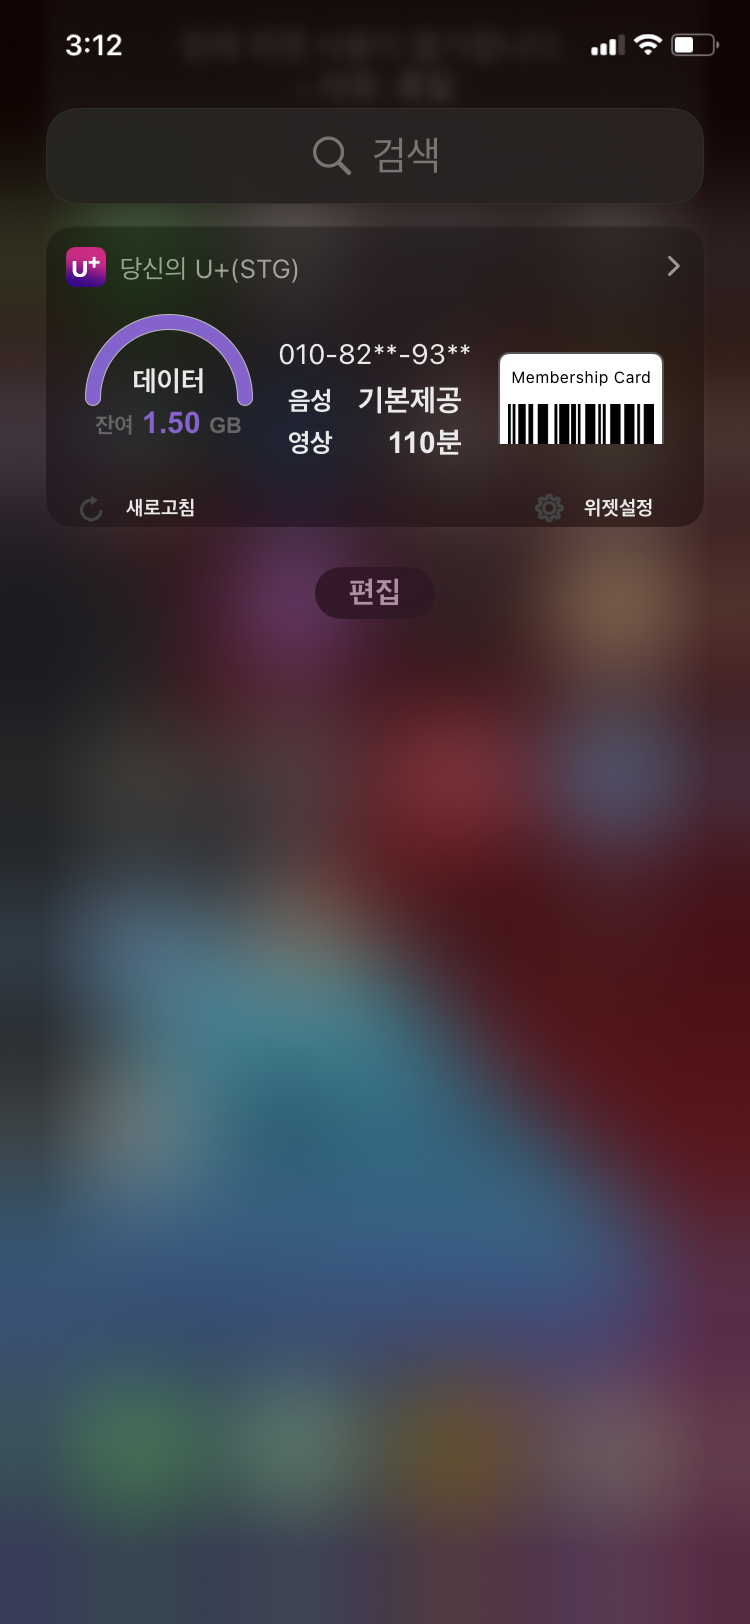 3:12
검색
U+ 당신의 U+(STG)
데이터
잔여 1.50 GB
010-82**-93**
음성 기본제공
영상 110분
Membership Card
새로고침
위젯설정
편집